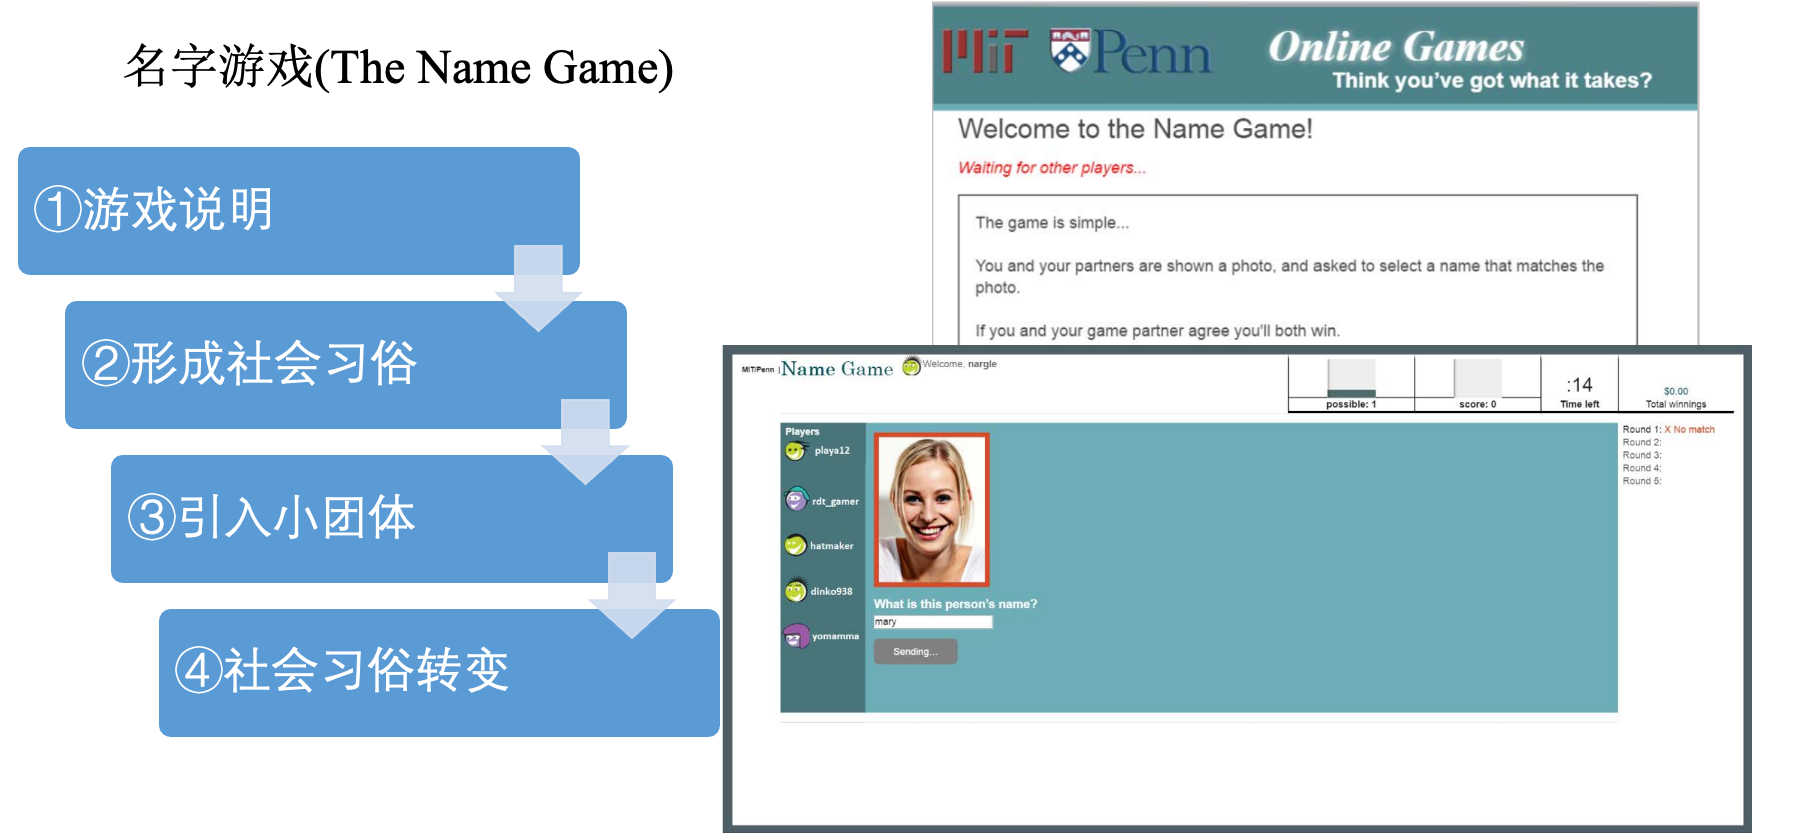 名字游戏(The Name Game)
①游戏说明
②形成社会习俗
③引入小团体
④社会习俗转变
MiT Penn Online Games
Think you've got what it takes?
Welcome to the Name Game!
Waiting for other players...
The game is simple...
You and your partners are shown a photo, and asked to select a name that matches the
photo.
If you and your game partner agree you'll both win.
MIT/Penn Name Game Welcome, nargle
possible: 1
score: 0
:14
Time left
$0.00
Total winnings
Players
playa12
rdt_gamer
hatmaker
dinko938
yomamma
What is this person's name?
mary
Sending...
Round 1: X No match
Round 2:
Round 3:
Round 4:
Round 5: